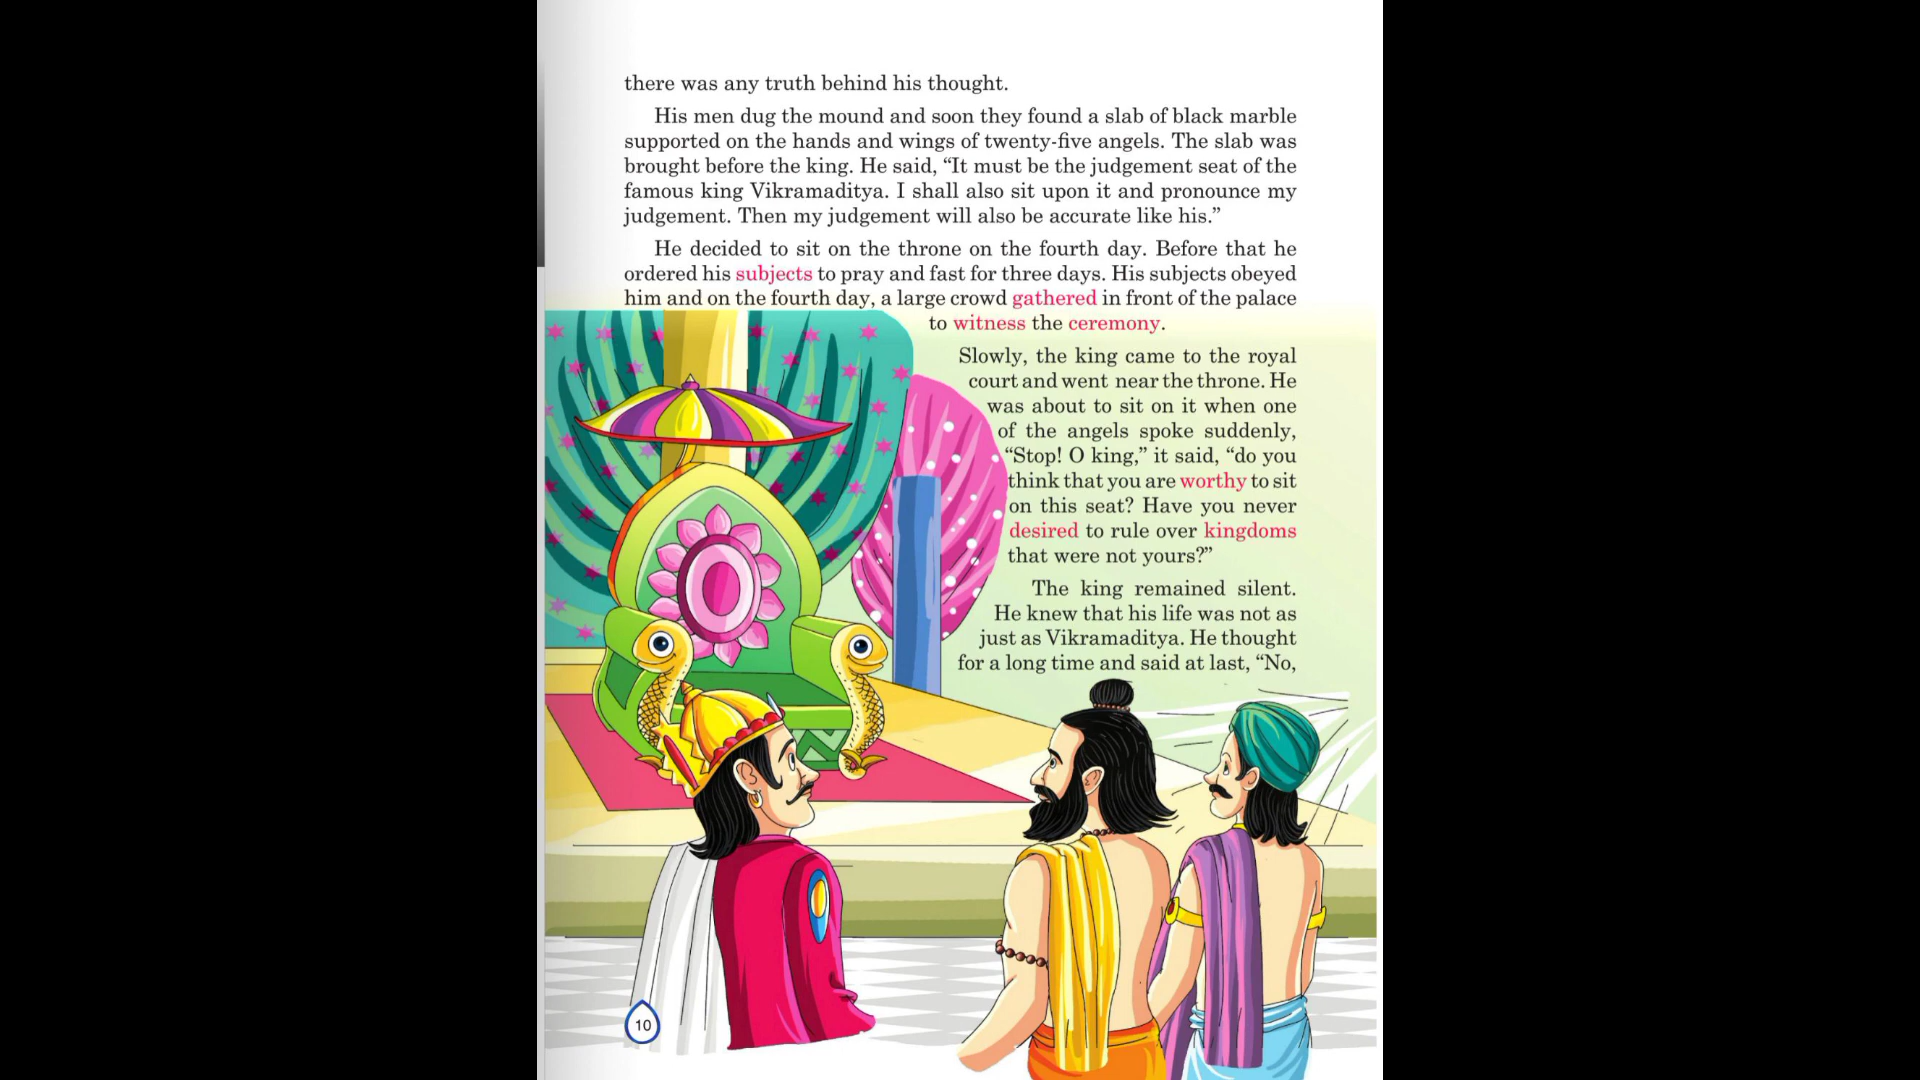 there was any truth behind his thought.
His men dug the mound and soon they found a slab of black marble
supported on the hands and wings of twenty-five angels. The slab was
brought before the king. He said, “It must be the judgement seat of the
famous king Vikramaditya. I shall also sit upon it and pronounce my
judgement. Then my judgement will also be accurate like his.”
He decided to sit on the throne on the fourth day. Before that he
ordered his subjects to pray and fast for three days. His subjects obeyed
him and on the fourth day, a large crowd gathered in front of the palace
to witness the ceremony.
Slowly, the king came to the royal
court and went near the throne. He
was about to sit on it when one
of the angels spoke suddenly,
“Stop! O king,” it said, “do you
think that you are worthy to sit
on this seat? Have you never
desired to rule over kingdoms
that were not yours?”
The king remained silent.
He knew that his life was not as
just as Vikramaditya. He thought
for a long time and said at last, “No,
10